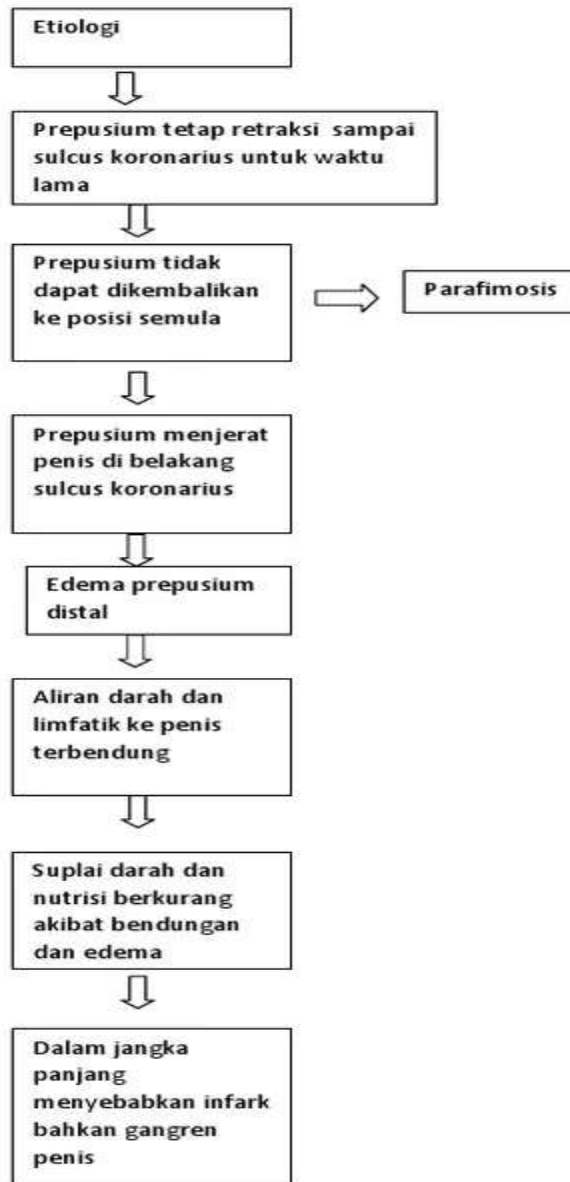 Etiologi
Prepusium tetap retraksi sampai
sulcus koronarius untuk waktu
lama
Prepusium tidak
dapat dikembalikan
ke posisi semula
Parafimosis
Prepusium menjerat
penis di belakang
sulcus koronarius
Edema prepusium
distal
Aliran darah dan
limfatik ke penis
terbendung
Suplai darah dan
nutrisi berkurang
akibat bendungan
dan edema
Dalam jangka
panjang
menyebabkan infark
bahkan gangren
penis